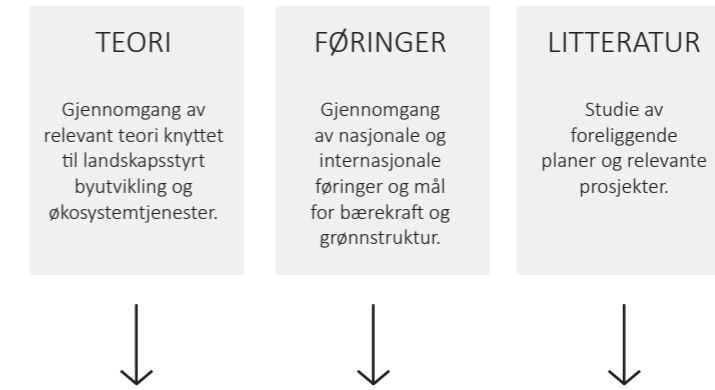 TEORI
Gjennomgang av
relevant teori knyttet
til landskapsstyrt
byutvikling og
økosystemtjenester.
FØRINGER
Gjennomgang
av nasjonale og
internasjonale
føringer og mål
for bærekraft og
grønnstruktur.
LITTERATUR
Studie av
foreliggende
planer og relevante
prosjekter.